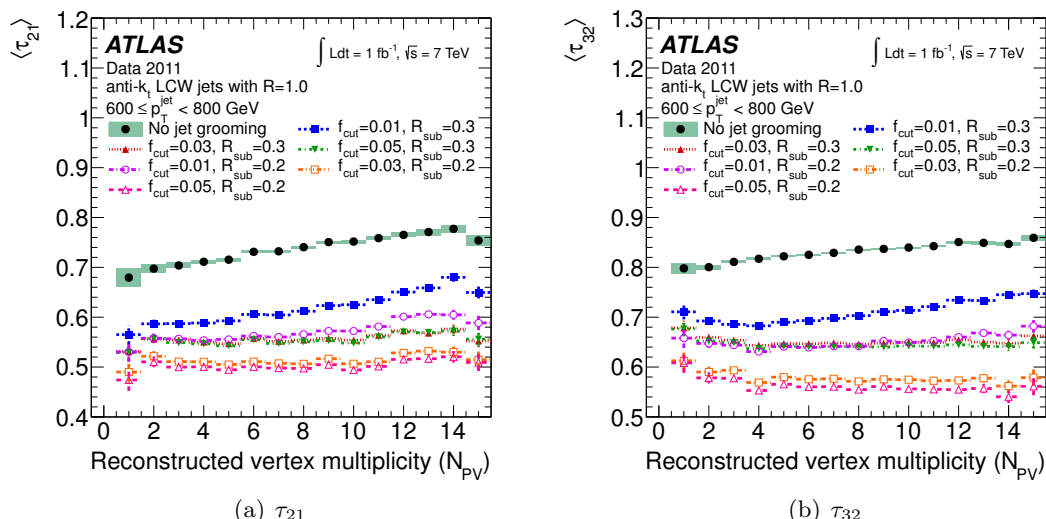 ⟨τ21⟩
ATLAS
∫ Ldt = 1 fb-1, √s = 7 TeV
Data 2011
anti-kt LCW jets with R=1.0
600 ≤ pTjet < 800 GeV
No jet grooming
fcut=0.01, Rsub=0.3
fcut=0.03, Rsub=0.3
fcut=0.05, Rsub=0.3
fcut=0.01, Rsub=0.2
fcut=0.03, Rsub=0.2
fcut=0.05, Rsub=0.2
1.2
1.1
1
0.9
0.8
0.7
0.6
0.5
0.4
0 2 4 6 8 10 12 14
Reconstructed vertex multiplicity (NPV)
(a) τ21
⟨τ32⟩
ATLAS
∫ Ldt = 1 fb-1, √s = 7 TeV
Data 2011
anti-kt LCW jets with R=1.0
600 ≤ pTjet < 800 GeV
No jet grooming
fcut=0.01, Rsub=0.3
fcut=0.03, Rsub=0.3
fcut=0.05, Rsub=0.3
fcut=0.01, Rsub=0.2
fcut=0.03, Rsub=0.2
fcut=0.05, Rsub=0.2
1.3
1.2
1.1
1
0.9
0.8
0.7
0.6
0.5
0 2 4 6 8 10 12 14
Reconstructed vertex multiplicity (NPV)
(b) τ32